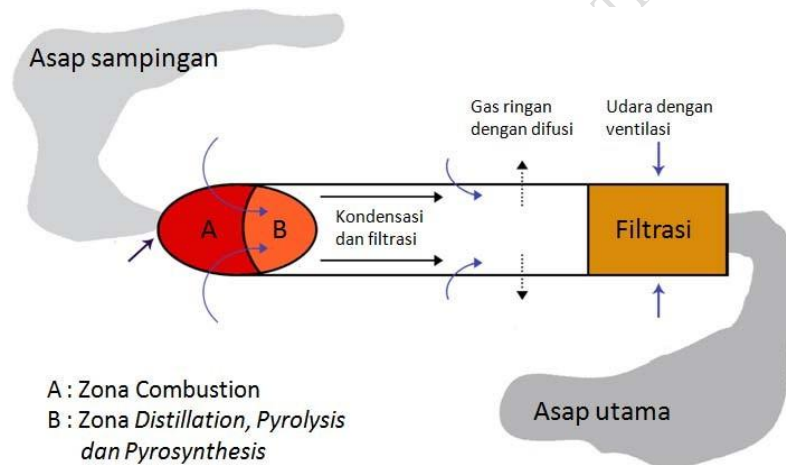 Asap sampingan
Gas ringan
dengan difusi
Udara dengan
ventilasi
A
B
Kondensasi
dan filtrasi
Filtrasi
A : Zona Combustion
B : Zona Distillation, Pyrolysis
dan Pyrosynthesis
Asap utama